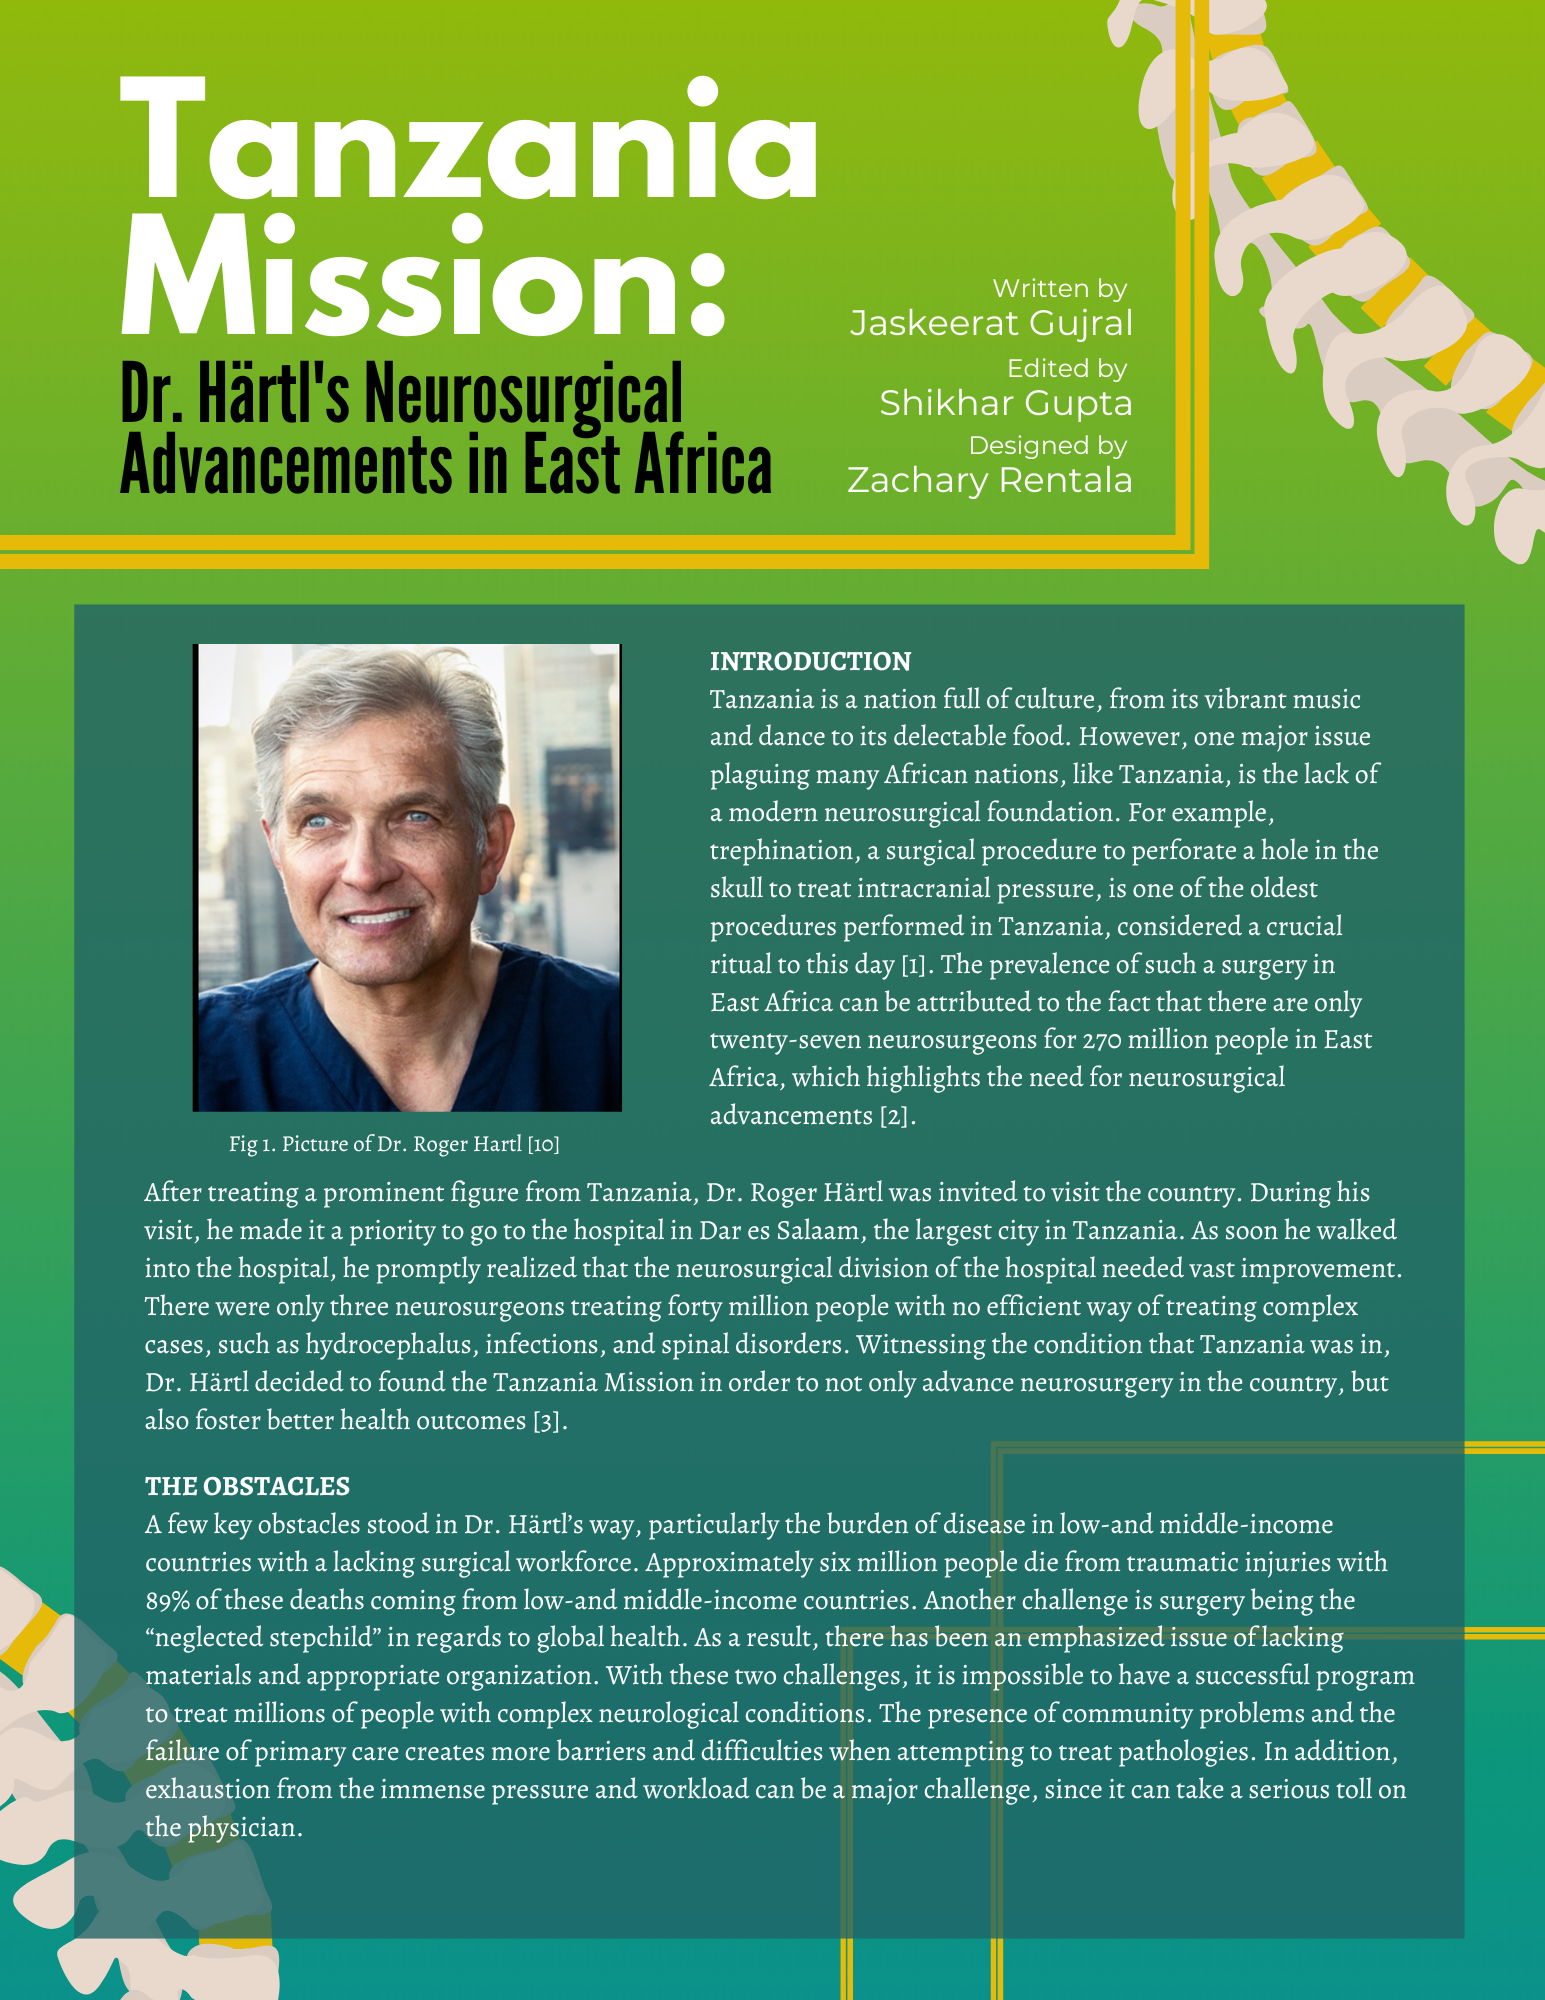 Tanzania
Mission:
Dr. Härtl's Neurosurgical
Advancements in East Africa
Written by
Jaskeerat Gujral
Edited by
Shikhar Gupta
Designed by
Zachary Rentala
INTRODUCTION
Tanzania is a nation full of culture, from its vibrant music
and dance to its delectable food. However, one major issue
plaguing many African nations, like Tanzania, is the lack of
a modern neurosurgical foundation. For example,
trephination, a surgical procedure to perforate a hole in the
skull to treat intracranial pressure, is one of the oldest
procedures performed in Tanzania, considered a crucial
ritual to this day [1]. The prevalence of such a surgery in
East Africa can be attributed to the fact that there are only
twenty-seven neurosurgeons for 270 million people in East
Africa, which highlights the need for neurosurgical
advancements [2].
Fig 1. Picture of Dr. Roger Hartl [10]
After treating a prominent figure from Tanzania, Dr. Roger Härtl was invited to visit the country. During his
visit, he made it a priority to go to the hospital in Dar es Salaam, the largest city in Tanzania. As soon he walked
into the hospital, he promptly realized that the neurosurgical division of the hospital needed vast improvement.
There were only three neurosurgeons treating forty million people with no efficient way of treating complex
cases, such as hydrocephalus, infections, and spinal disorders. Witnessing the condition that Tanzania was in,
Dr. Härtl decided to found the Tanzania Mission in order to not only advance neurosurgery in the country, but
also foster better health outcomes [3].
THE OBSTACLES
A few key obstacles stood in Dr. Härtl’s way, particularly the burden of disease in low-and middle-income
countries with a lacking surgical workforce. Approximately six million people die from traumatic injuries with
89% of these deaths coming from low-and middle-income countries. Another challenge is surgery being the
“neglected stepchild” in regards to global health. As a result, there has been an emphasized issue of lacking
materials and appropriate organization. With these two challenges, it is impossible to have a successful program
to treat millions of people with complex neurological conditions. The presence of community problems and the
failure of primary care creates more barriers and difficulties when attempting to treat pathologies. In addition,
exhaustion from the immense pressure and workload can be a major challenge, since it can take a serious toll on
the physician.